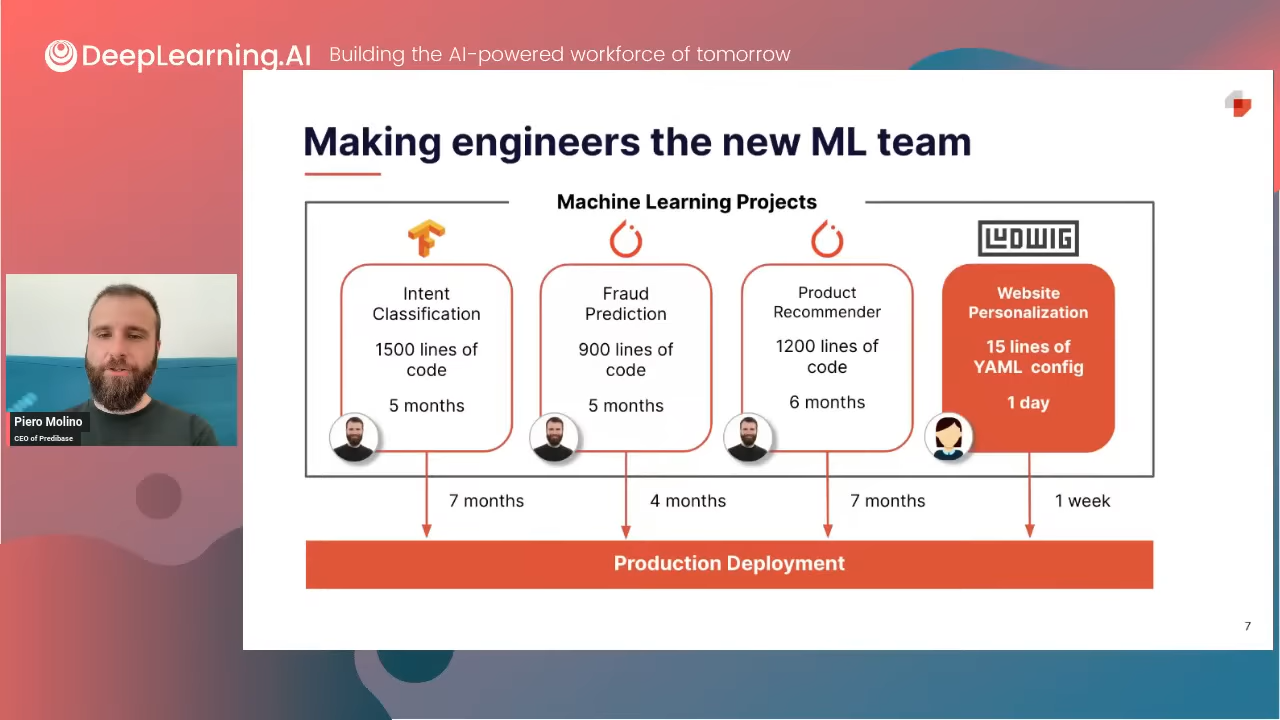 DeepLearning.AI
Building the AI-powered workforce of tomorrow
Making engineers the new ML team
Machine Learning Projects
LUDWIG
Intent
Classification
1500 lines of
code
5 months
Fraud
Prediction
900 lines of
code
5 months
Product
Recommender
1200 lines of
code
6 months
Website
Personalization
15 lines of
YAML config
1 day
Piero Molino
CEO of Predibase
7 months
4 months
7 months
1 week
Production Deployment
7